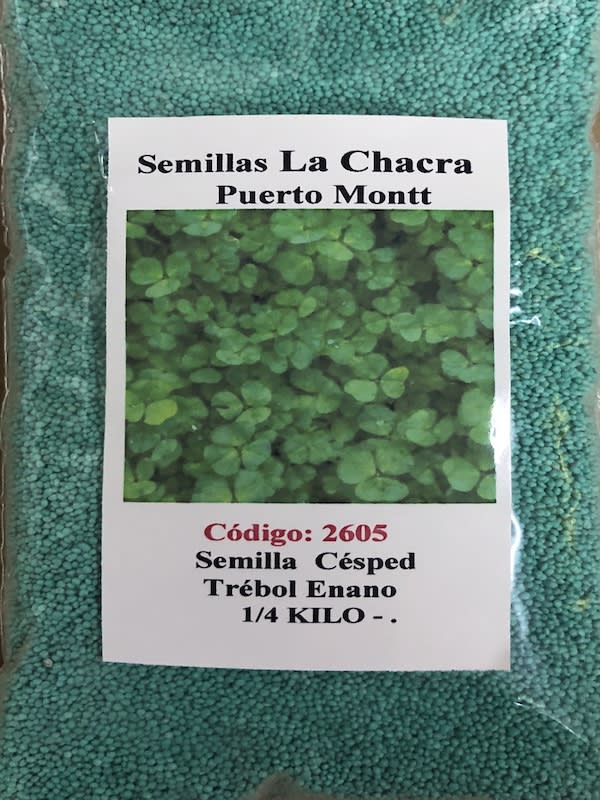 Semillas La Chacra
Puerto Montt
Código: 2605
Semilla Césped
Trébol Enano
1/4 KILO - .